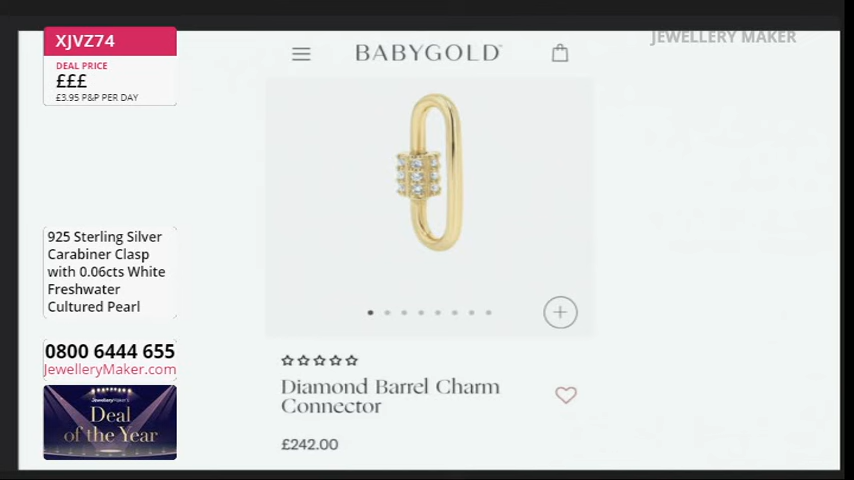 XJVZ74
DEAL PRICE
£££
£3.95 P&P PER DAY
JEWELLERY MAKER
BABYGOLD
925 Sterling Silver
Carabiner Clasp
with 0.06cts White
Freshwater
Cultured Pearl
0800 6444 655
JewelleryMaker.com
JewelleryMaker's
Deal
of the Year
Diamond Barrel Charm
Connector
£242.00